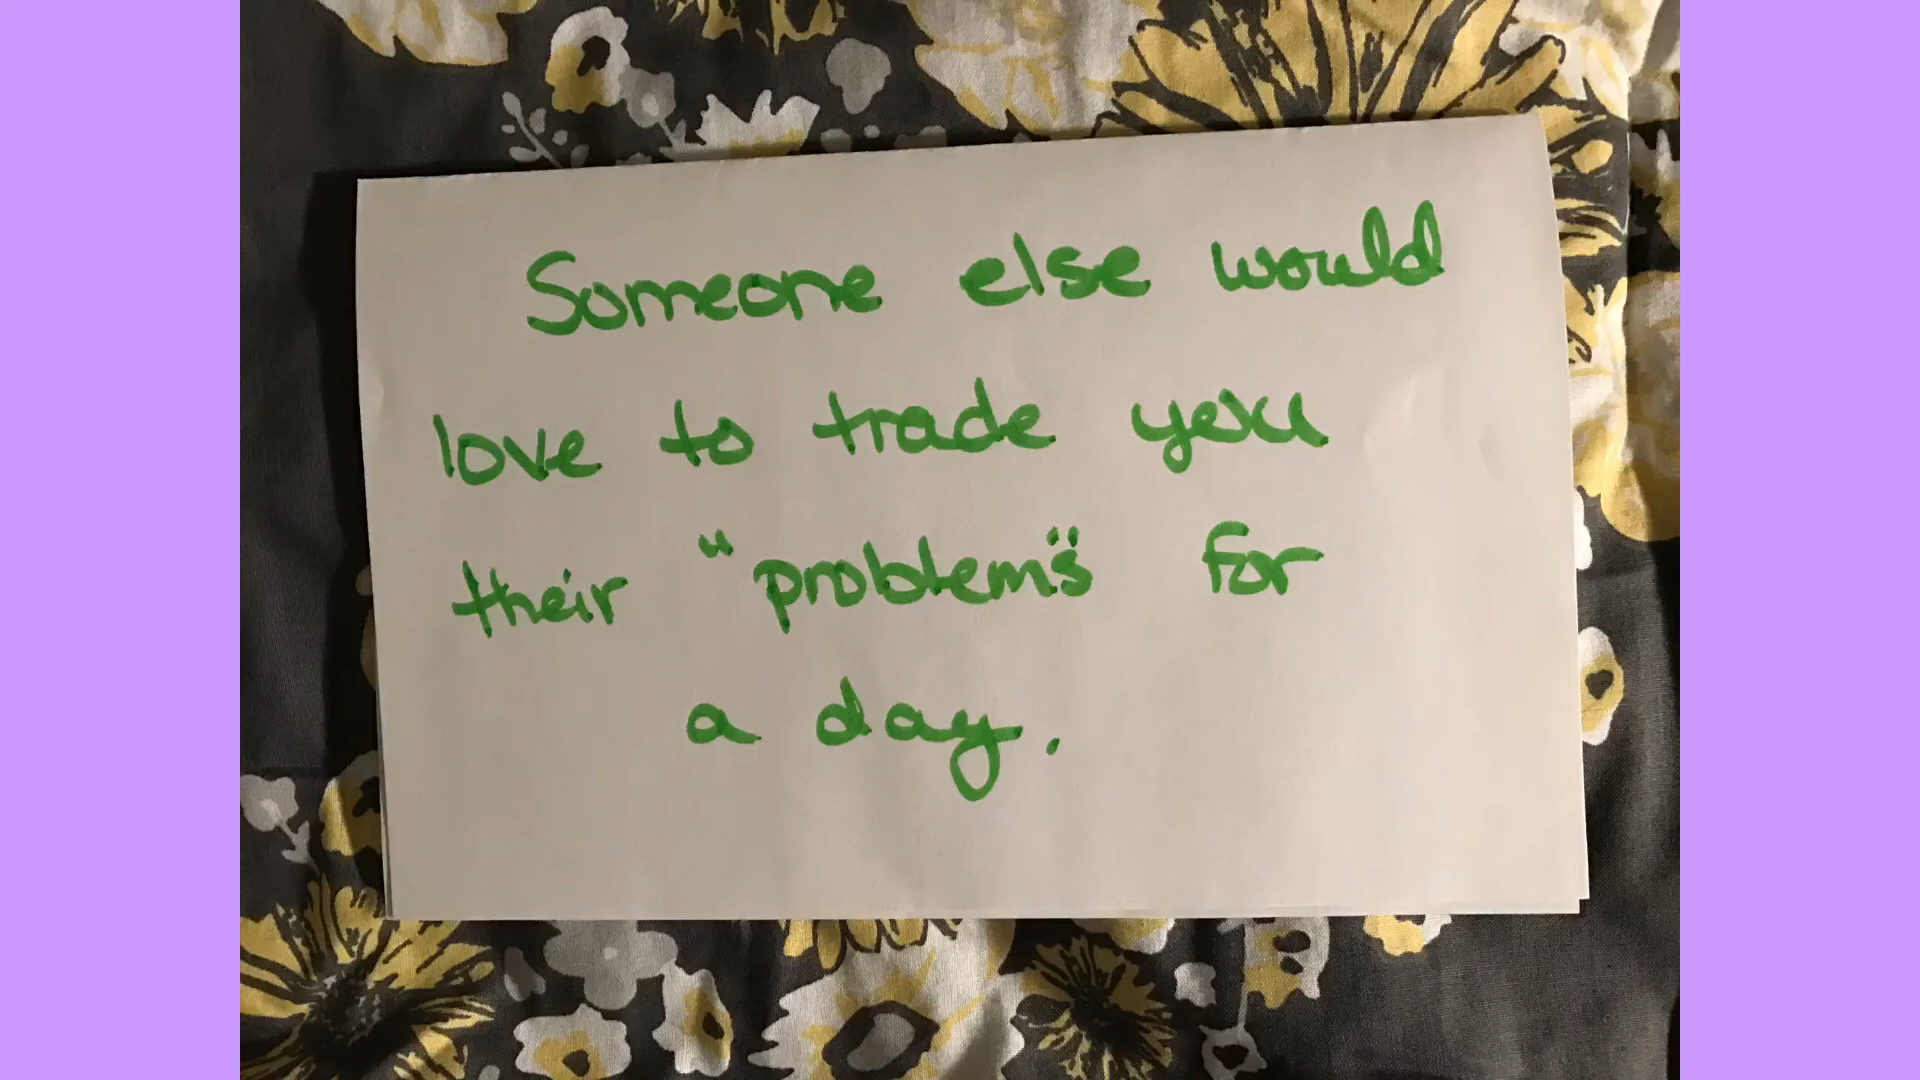 Someone else would
love to trade you
their "problems" for
a day.